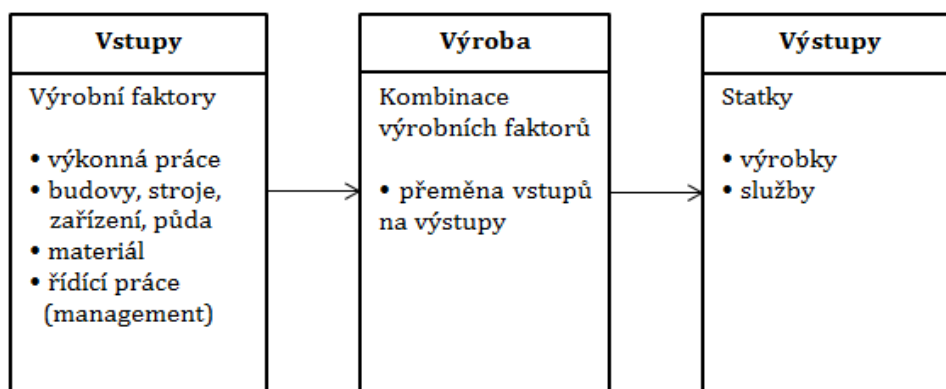 Vstupy
Výrobní faktory
• výkonná práce
• budovy, stroje,
zařízení, půda
• materiál
• řídící práce
(management)
Výroba
Kombinace
výrobních faktorů
• přeměna vstupů
na výstupy
Výstupy
Statky
• výrobky
• služby